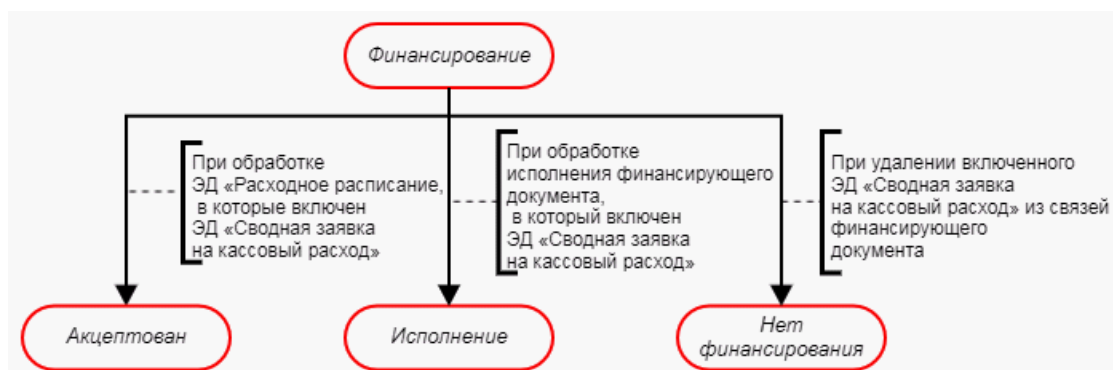 Финансирование
При обработке
ЭД «Расходное расписание,
в которые включен
ЭД «Сводная заявка
на кассовый расход»
При обработке
исполнения финансирующего
документа,
в который включен
ЭД «Сводная заявка
на кассовый расход»
При удалении включенного
ЭД «Сводная заявка
на кассовый расход» из связей
финансирующего
документа
Акцептован
Исполнение
Нет
финансирования